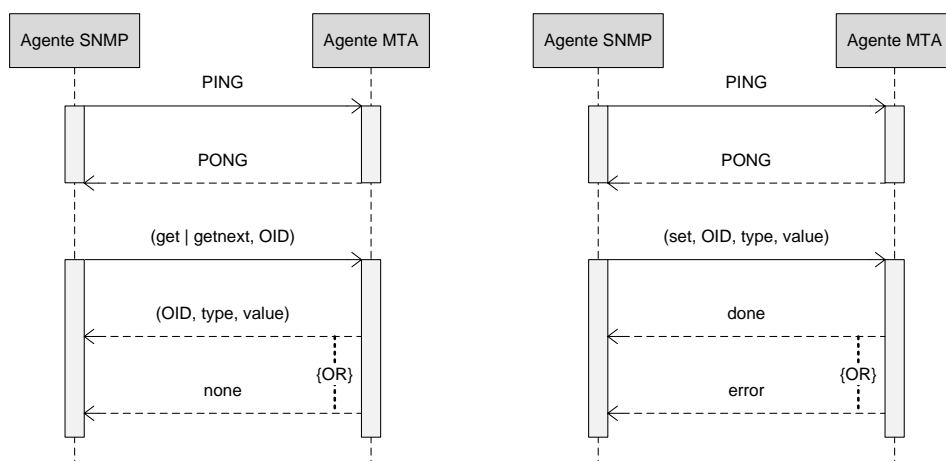 Agente SNMP
Agente MTA
PING
PONG
(get | getnext, OID)
(OID, type, value)
{OR}
none
Agente SNMP
Agente MTA
PING
PONG
(set, OID, type, value)
done
{OR}
error